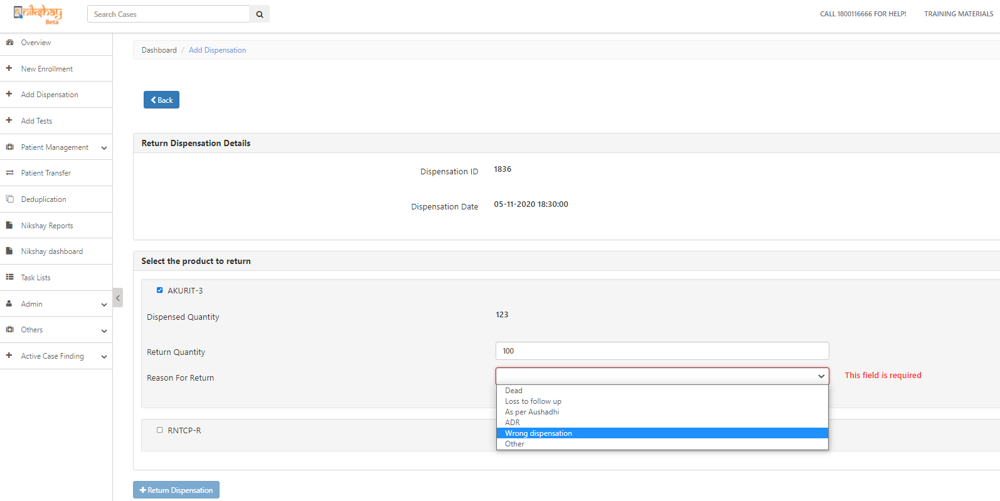 nikshay
Beta
Search Cases
CALL 1800116666 FOR HELP!
TRAINING MATERIALS
Overview
New Enrollment
Add Dispensation
Add Tests
Patient Management
Patient Transfer
Deduplication
Nikshay Reports
Nikshay dashboard
Task Lists
Admin
Others
Active Case Finding
Dashboard / Add Dispensation
Back
Return Dispensation Details
Dispensation ID 1836
Dispensation Date 05-11-2020 18:30:00
Select the product to return
AKURIT-3
Dispensed Quantity 123
Return Quantity 100
Reason For Return This field is required
Dead
Loss to follow up
As per Aushadhi
ADR
Wrong dispensation
Other
RNTCP-R
Return Dispensation